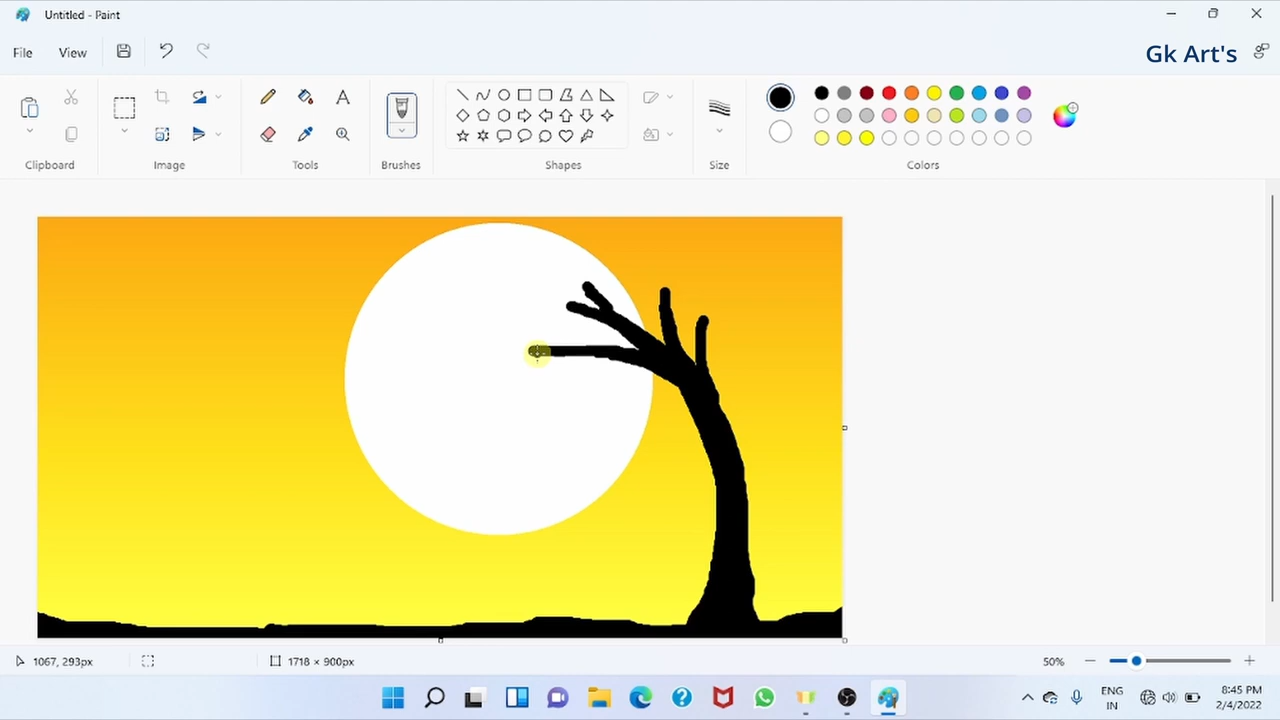 Untitled - Paint
File View
Gk Art's
Clipboard Image Tools Brushes Shapes Size Colors
1067, 293px 1718 × 900px 50%
ENG 8:45 PM
IN 2/4/2022